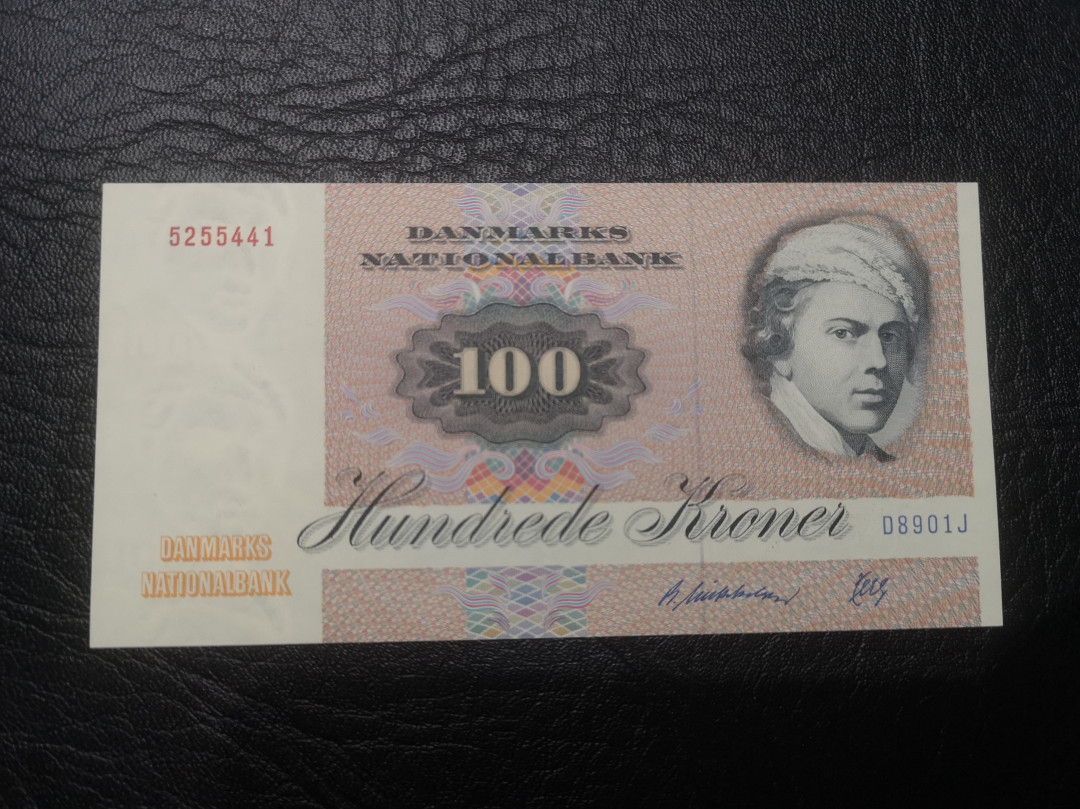 5255441
DANMARKS
NATIONALBANK
100
Hundrede Kroner
D8901J
DANMARKS
NATIONALBANK